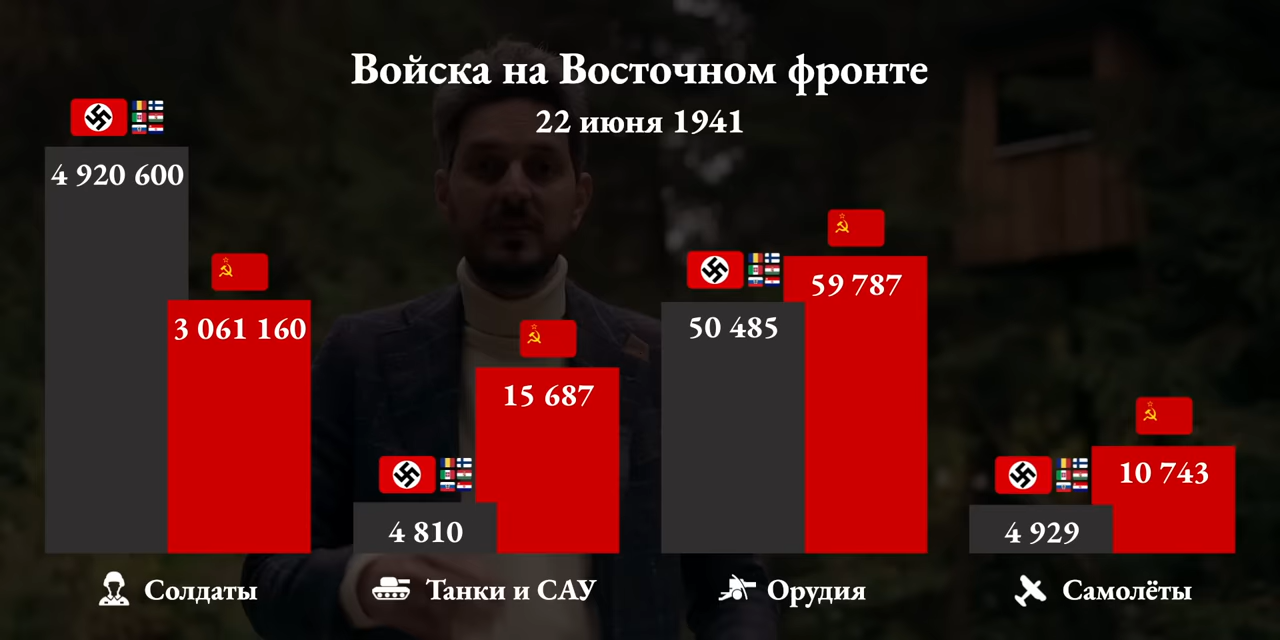 Войска на Восточном фронте
22 июня 1941
4 920 600
3 061 160
4 810
15 687
50 485
59 787
4 929
10 743
Солдаты
Танки и САУ
Орудия
Самолёты